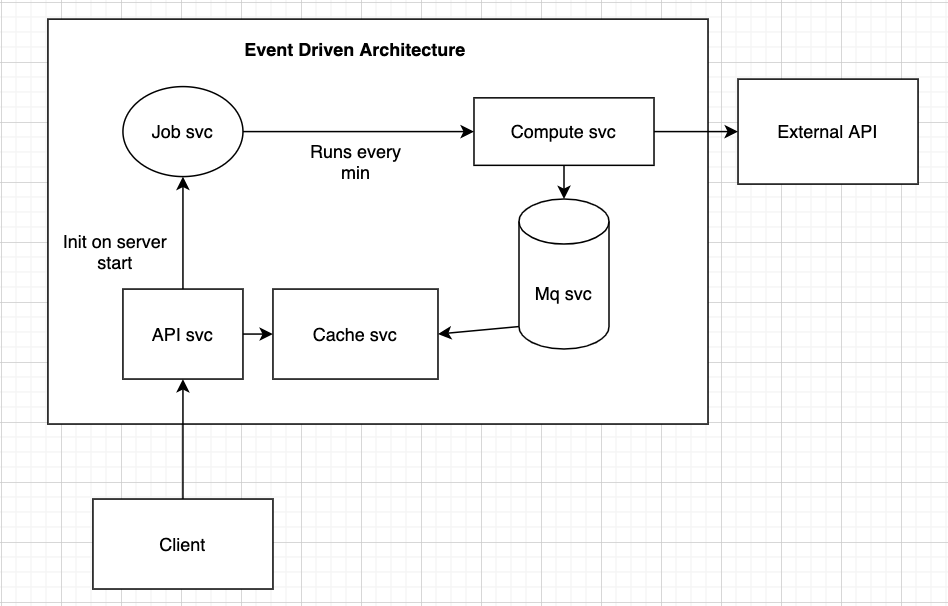 Event Driven Architecture
Job svc
Compute svc
External API
Runs every
min
Init on server
start
Mq svc
API svc
Cache svc
Client